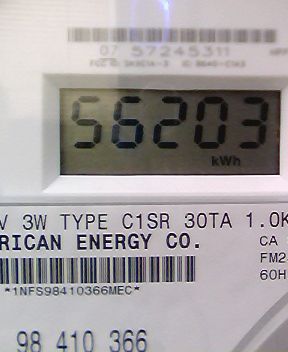 07 57245311
56203
kWh
V 3W TYPE C1SR 30TA 1.0K
RICAN ENERGY CO. CA
FM2
60H
*1NFS98410366MEC*
98 410 366